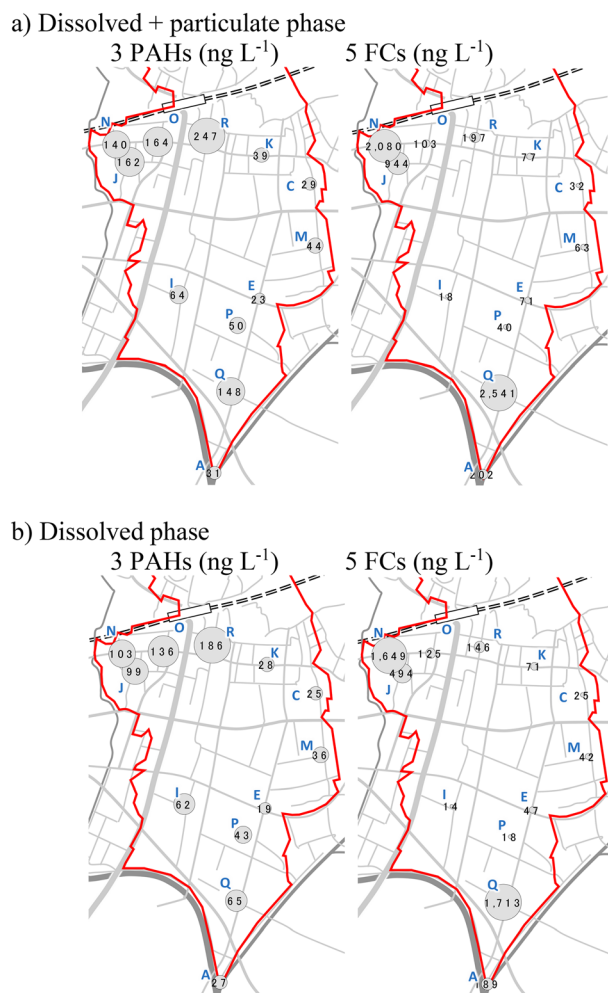 a) Dissolved + particulate phase
3 PAHs (ng L-1) 5 FCs (ng L-1)
N O R
140 164 247
K
39
162
J
C 29
M
44
I
64
E
23
P
50
Q
148
A
31
N O R
2,080 103 197
K
77
944
J
C 32
M
63
I
18
E
71
P
40
Q
2,541
A
202
b) Dissolved phase
3 PAHs (ng L-1) 5 FCs (ng L-1)
N O R
103 136 186
K
28
99
J
C 25
M
36
I
62
E
19
P
43
Q
65
A
27
N O R
1,649 125 146
K
71
494
J
C 25
M
42
I
14
E
47
P
18
Q
1,713
A
189